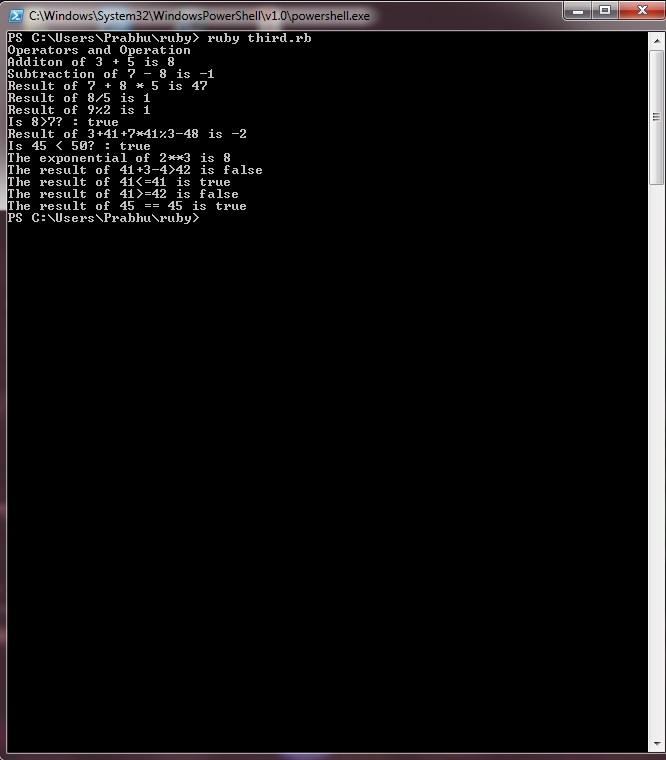 C:\Windows\System32\WindowsPowerShell\v1.0\powershell.exe
PS C:\Users\Prabhu\ruby> ruby third.rb
Operators and Operation
Additon of 3 + 5 is 8
Subtraction of 7 - 8 is -1
Result of 7 + 8 * 5 is 47
Result of 8/5 is 1
Result of 9%2 is 1
Is 8>7? : true
Result of 3+41+7*41%3-48 is -2
Is 45 < 50? : true
The exponential of 2**3 is 8
The result of 41+3-4>42 is false
The result of 41<=41 is true
The result of 41>=42 is false
The result of 45 == 45 is true
PS C:\Users\Prabhu\ruby>